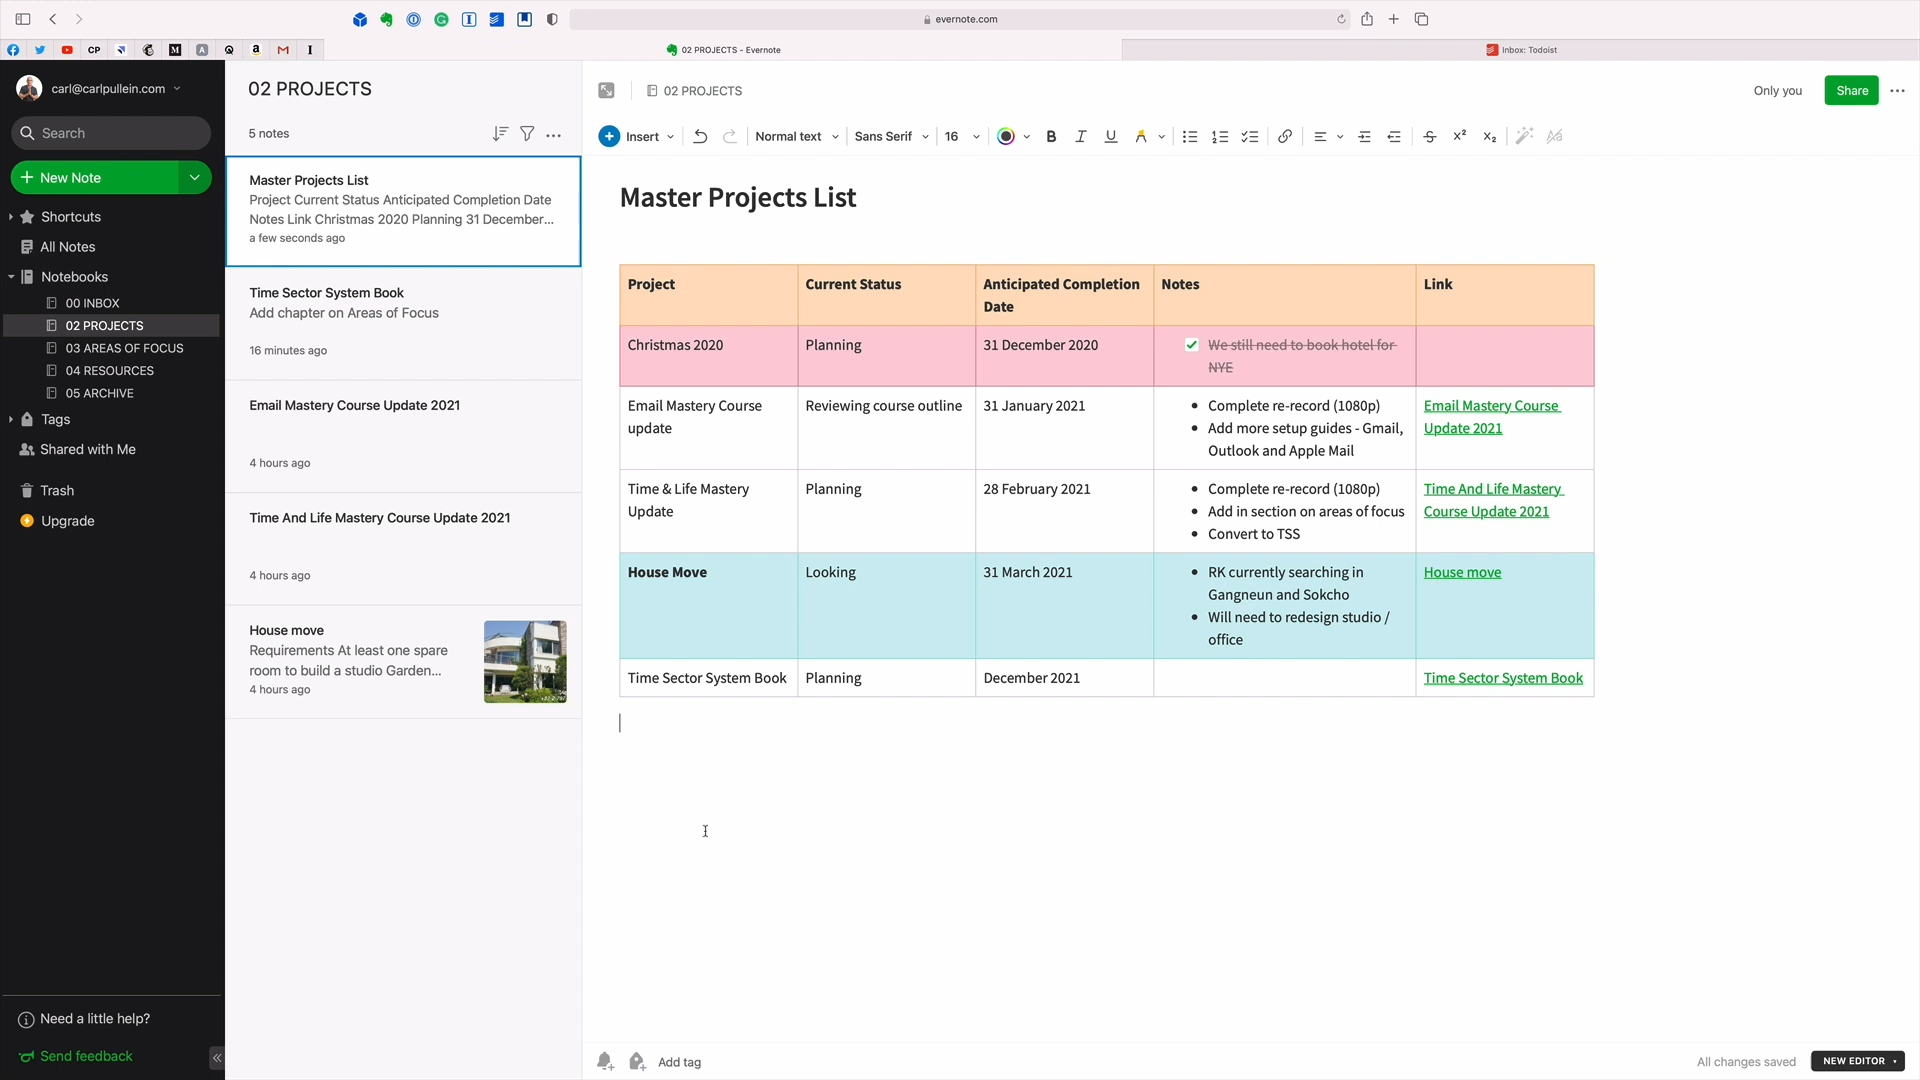 evernote.com
CP
02 PROJECTS - Evernote
Inbox: Todoist
carl@carlpullein.com
Search
New Note
Shortcuts
All Notes
Notebooks
00 INBOX
02 PROJECTS
03 AREAS OF FOCUS
04 RESOURCES
05 ARCHIVE
Tags
Shared with Me
Trash
Upgrade
Need a little help?
Send feedback
02 PROJECTS
5 notes
Master Projects List
Project Current Status Anticipated Completion Date
Notes Link Christmas 2020 Planning 31 December...
a few seconds ago
Time Sector System Book
Add chapter on Areas of Focus
16 minutes ago
Email Mastery Course Update 2021
4 hours ago
Time And Life Mastery Course Update 2021
4 hours ago
House move
Requirements At least one spare
room to build a studio Garden...
4 hours ago
02 PROJECTS
Only you
Share
Insert
Normal text
Sans Serif
16
Master Projects List
Project
Current Status
Anticipated Completion
Date
Notes
Link
Christmas 2020
Planning
31 December 2020
We still need to book hotel for
NYE
Email Mastery Course
update
Reviewing course outline
31 January 2021
• Complete re-record (1080p)
• Add more setup guides - Gmail,
Outlook and Apple Mail
Email Mastery Course
Update 2021
Time & Life Mastery
Update
Planning
28 February 2021
• Complete re-record (1080p)
• Add in section on areas of focus
• Convert to TSS
Time And Life Mastery
Course Update 2021
House Move
Looking
31 March 2021
• RK currently searching in
Gangneun and Sokcho
• Will need to redesign studio /
office
House move
Time Sector System Book
Planning
December 2021
Time Sector System Book
Add tag
All changes saved
NEW EDITOR